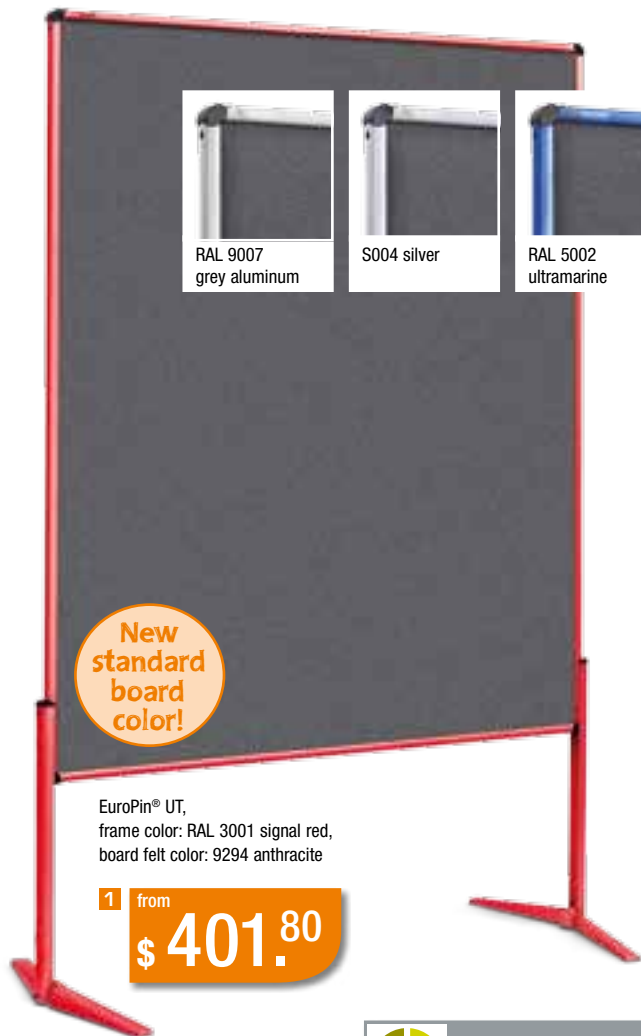 RAL 9007
grey aluminum
S004 silver
RAL 5002
ultramarine
New
standard
board
color!
EuroPin® UT,
frame color: RAL 3001 signal red,
board felt color: 9294 anthracite
1
from
$ 401.80